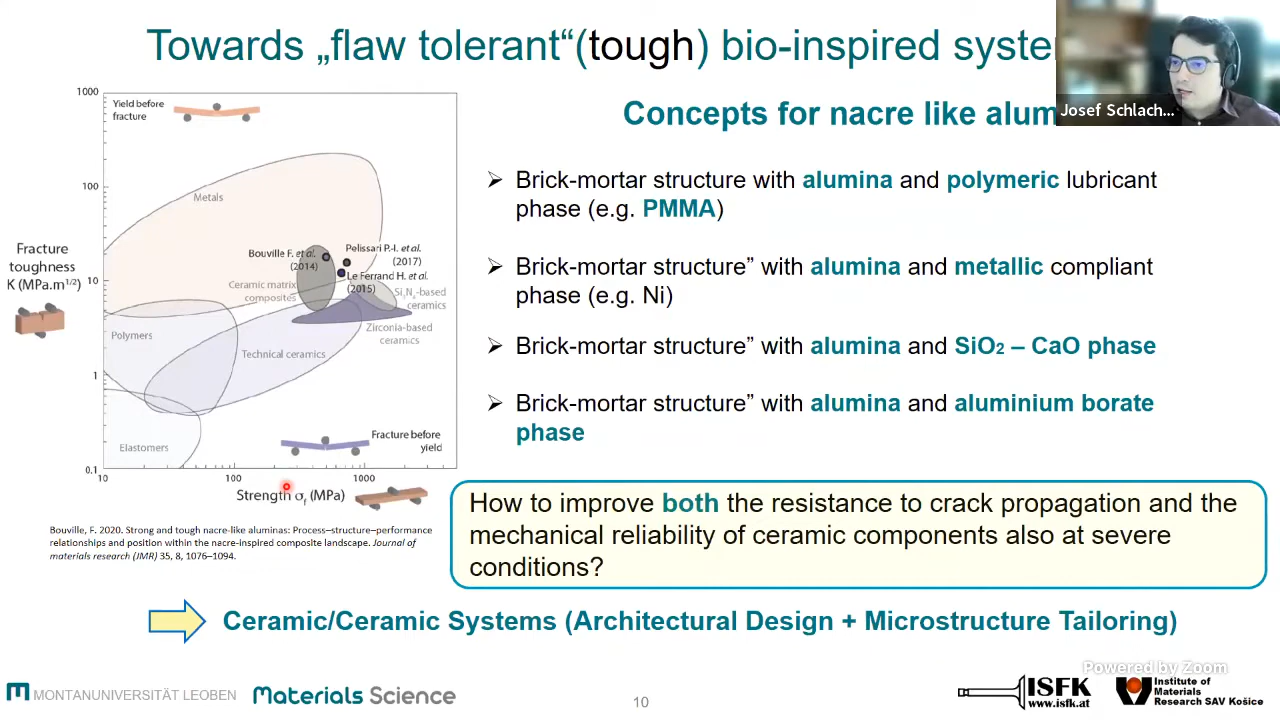 Towards „flaw tolerant“(tough) bio-inspired
Josef Schlach...
Concepts for nacre like
1000
100
10
1
0.1
10
100
1000
Fracture
toughness
K (MPa.m1/2)
Strength σf (MPa)
Yield before
fracture
Metals
Bouville F. et al.
(2014)
Pelissari P.-I. et al.
(2017)
Le Ferrand H. et al.
(2015)
Ceramic matrix
composites
Si3N4-based
ceramics
Zirconia-based
ceramics
Polymers
Technical ceramics
Elastomers
Fracture before
yield
Bouville, F. 2020. Strong and tough nacre-like aluminas: Process–structure–performance
relationships and position within the nacre-inspired composite landscape. Journal of
materials research (JMR) 35, 8, 1076–1094.
➢ Brick-mortar structure with alumina and polymeric lubricant
phase (e.g. PMMA)
➢ Brick-mortar structure” with alumina and metallic compliant
phase (e.g. Ni)
➢ Brick-mortar structure” with alumina and SiO2 – CaO phase
➢ Brick-mortar structure” with alumina and aluminium borate
phase
How to improve both the resistance to crack propagation and the
mechanical reliability of ceramic components also at severe
conditions?
Ceramic/Ceramic Systems (Architectural Design + Microstructure Tailoring)
Powered by Zoom
MONTANUNIVERSITÄT LEOBEN
Materials Science
10
ISFK
www.isfk.at
Institute of
Materials
Research SAV Košice